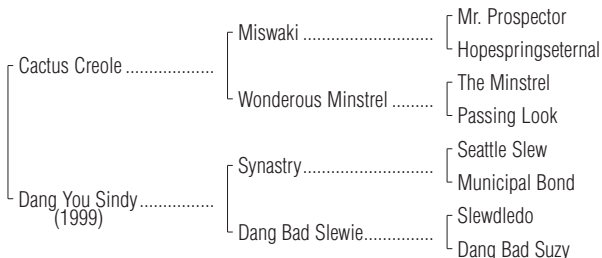 Mr. Prospector
Miswaki ..................
Hopespringseternal
Cactus Creole .................
The Minstrel
Wonderous Minstrel ........
Passing Look
Seattle Slew
Synastry.......................
Municipal Bond
Dang You Sindy..............
(1999)
Slewdledo
Dang Bad Slewie.............
Dang Bad Suzy